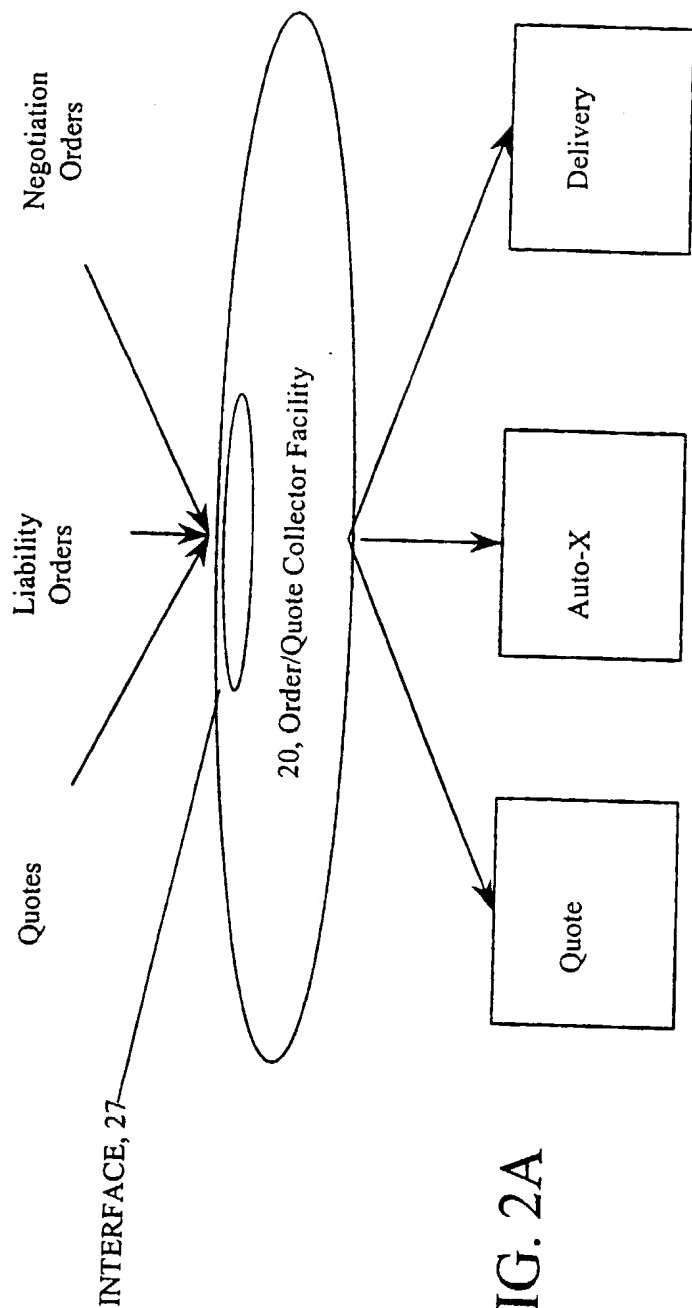 Quotes
Liability
Orders
Negotiation
Orders
INTERFACE, 27
20, Order/Quote Collector Facility
Quote
Auto-X
Delivery
IG. 2A